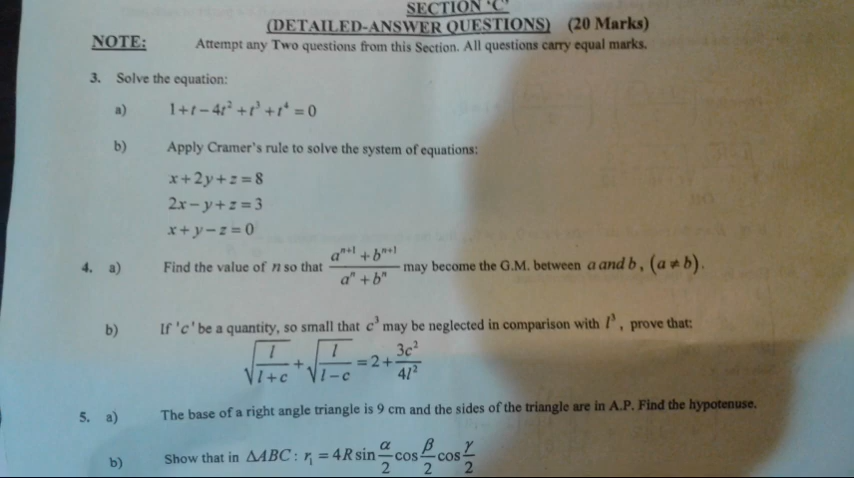 SECTION 'C'
(DETAILED-ANSWER QUESTIONS) (20 Marks)
NOTE: Attempt any Two questions from this Section. All questions carry equal marks.
3. Solve the equation:
a) 1+t−4t²+t³+t⁴=0
b) Apply Cramer's rule to solve the system of equations:
x+2y+z=8
2x−y+z=3
x+y−z=0
4. a) Find the value of n so that (aⁿ⁺¹+bⁿ⁺¹)/(aⁿ+bⁿ) may become the G.M. between a and b, (a≠b).
b) If 'c' be a quantity, so small that c³ may be neglected in comparison with l³, prove that:
√(l/(l+c)) + √(l/(l−c)) = 2 + 3c²/4l²
5. a) The base of a right angle triangle is 9 cm and the sides of the triangle are in A.P. Find the hypotenuse.
b) Show that in ΔABC: r₁ = 4R sin α/2 cos β/2 cos γ/2